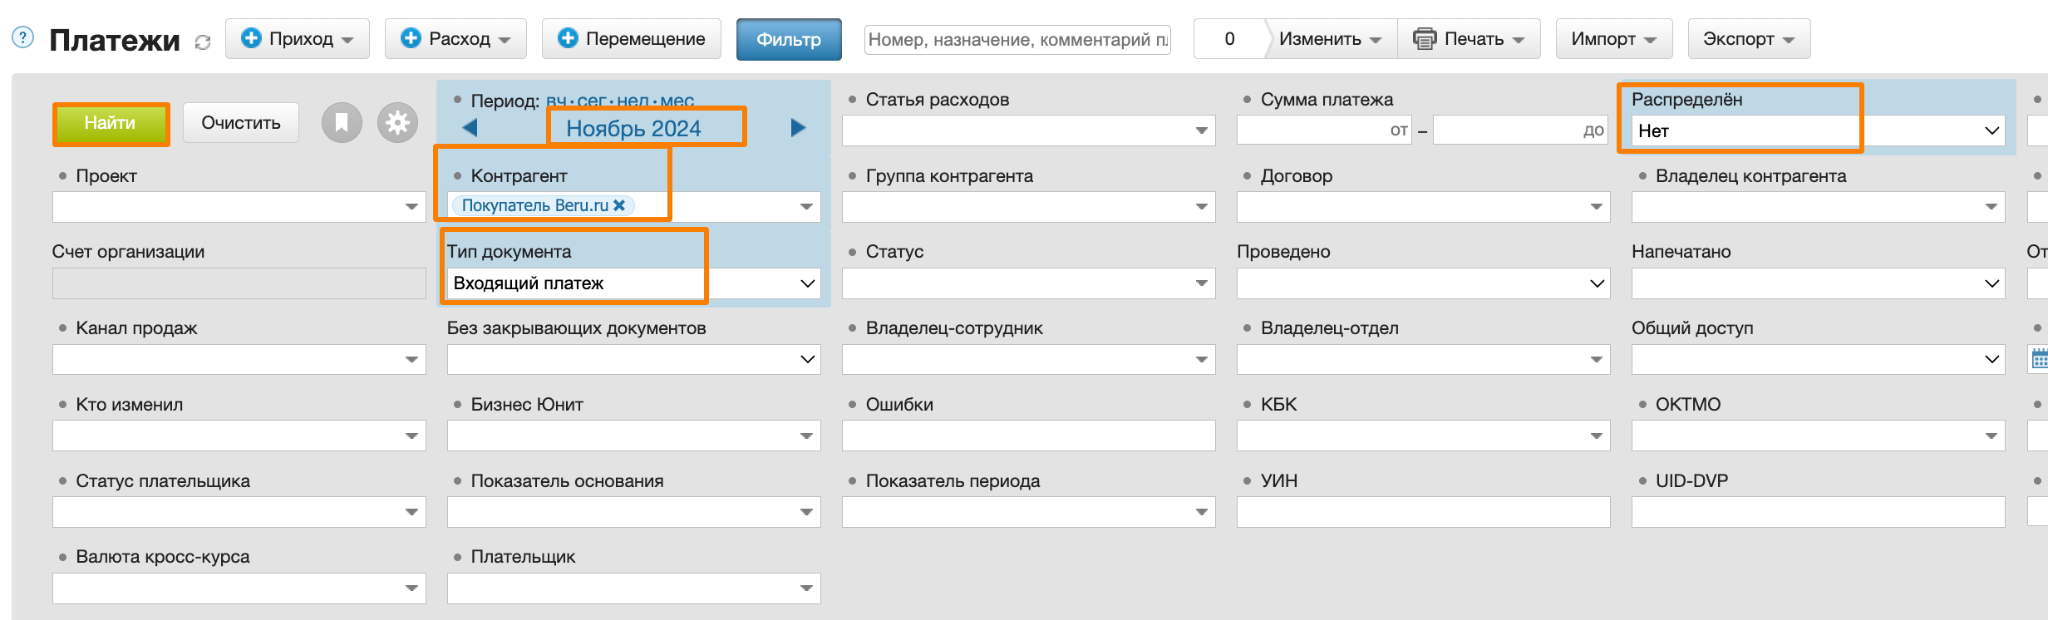 ? Платежи Приход Расход Перемещение Фильтр Номер, назначение, комментарий 0 Изменить Печать Импорт Экспорт
Найти Очистить Период: вч·сег·нед·мес Статья расходов Сумма платежа Распределён
Ноябрь 2024 от – до Нет
Проект Контрагент Группа контрагента Договор Владелец контрагента
Покупатель Beru.ru
Счет организации Тип документа Статус Проведено Напечатано От
Входящий платеж
Канал продаж Без закрывающих документов Владелец-сотрудник Владелец-отдел Общий доступ
Кто изменил Бизнес Юнит Ошибки КБК ОКТМО
Статус плательщика Показатель основания Показатель периода УИН UID-DVP
Валюта кросс-курса Плательщик